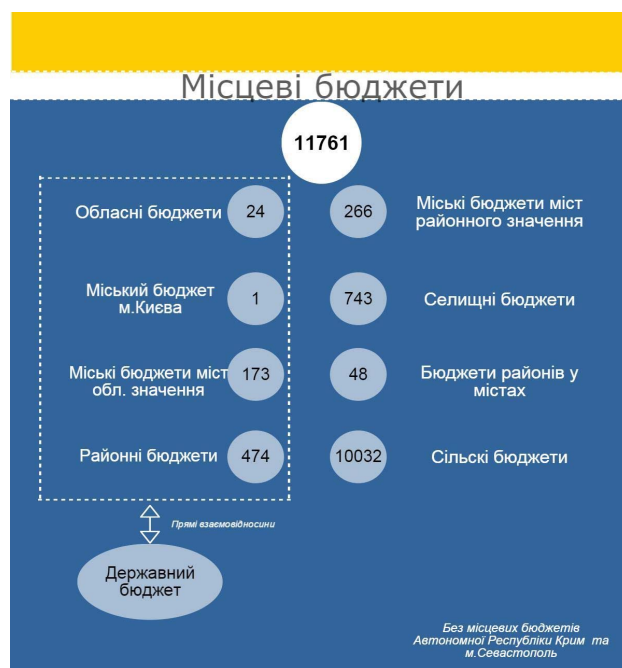 Місцеві бюджети
11761
Обласні бюджети
24
Міський бюджет
м.Києва
1
Міські бюджети міст
обл. значення
173
Районні бюджети
474
266
Міські бюджети міст
районного значення
743
Селищні бюджети
48
Бюджети районів у
містах
10032
Сільскі бюджети
Прямі взаємовідносини
Державний
бюджет
Без місцевих бюджетів
Автономної Республіки Крим та
м.Севастополь